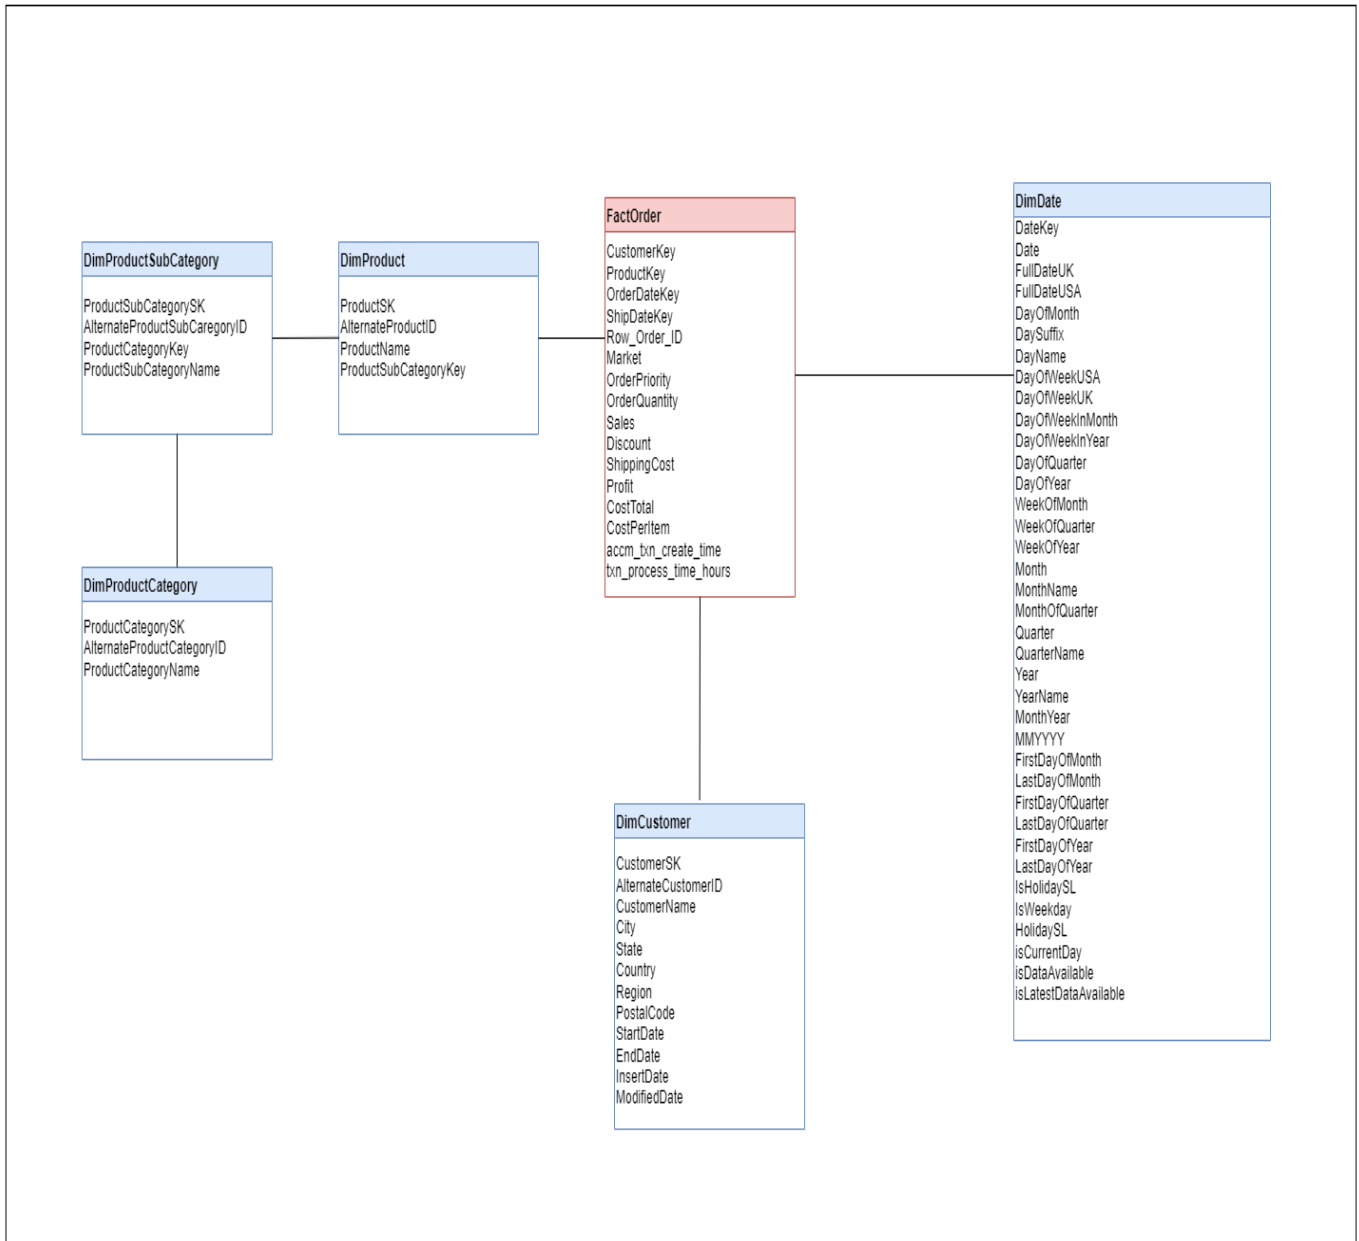 DimProductSubCategory
ProductSubCategorySK
AlternateProductSubCaregoryID
ProductCategoryKey
ProductSubCategoryName
DimProduct
ProductSK
AlternateProductID
ProductName
ProductSubCategoryKey
FactOrder
CustomerKey
ProductKey
OrderDateKey
ShipDateKey
Row_Order_ID
Market
OrderPriority
OrderQuantity
Sales
Discount
ShippingCost
Profit
CostTotal
CostPerItem
accm_txn_create_time
txn_process_time_hours
DimDate
DateKey
Date
FullDateUK
FullDateUSA
DayOfMonth
DaySuffix
DayName
DayOfWeekUSA
DayOfWeekUK
DayOfWeekInMonth
DayOfWeekInYear
DayOfQuarter
DayOfYear
WeekOfMonth
WeekOfQuarter
WeekOfYear
Month
MonthName
MonthOfQuarter
Quarter
QuarterName
Year
YearName
MonthYear
MMYYYY
FirstDayOfMonth
LastDayOfMonth
FirstDayOfQuarter
LastDayOfQuarter
FirstDayOfYear
LastDayOfYear
IsHolidaySL
IsWeekday
HolidaySL
isCurrentDay
isDataAvailable
isLatestDataAvailable
DimProductCategory
ProductCategorySK
AlternateProductCategoryID
ProductCategoryName
DimCustomer
CustomerSK
AlternateCustomerID
CustomerName
City
State
Country
Region
PostalCode
StartDate
EndDate
InsertDate
ModifiedDate